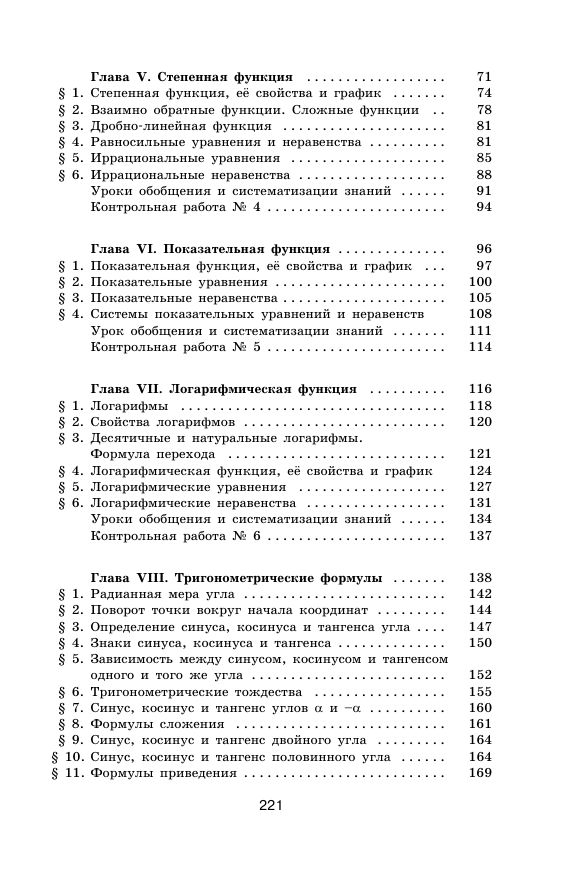 Глава V. Степенная функция .................. 71
§ 1. Степенная функция, её свойства и график ....... 74
§ 2. Взаимно обратные функции. Сложные функции .. 78
§ 3. Дробно-линейная функция ..................... 81
§ 4. Равносильные уравнения и неравенства .......... 81
§ 5. Иррациональные уравнения .................... 85
§ 6. Иррациональные неравенства ................... 88
Уроки обобщения и систематизации знаний ...... 91
Контрольная работа № 4 ....................... 94
Глава VI. Показательная функция .............. 96
§ 1. Показательная функция, её свойства и график ... 97
§ 2. Показательные уравнения ...................... 100
§ 3. Показательные неравенства ..................... 105
§ 4. Системы показательных уравнений и неравенств 108
Урок обобщения и систематизации знаний ....... 111
Контрольная работа № 5 ....................... 114
Глава VII. Логарифмическая функция .......... 116
§ 1. Логарифмы .................................. 118
§ 2. Свойства логарифмов .......................... 120
§ 3. Десятичные и натуральные логарифмы.
Формула перехода ............................ 121
§ 4. Логарифмическая функция, её свойства и график 124
§ 5. Логарифмические уравнения ................... 127
§ 6. Логарифмические неравенства .................. 131
Уроки обобщения и систематизации знаний ...... 134
Контрольная работа № 6 ....................... 137
Глава VIII. Тригонометрические формулы ....... 138
§ 1. Радианная мера угла .......................... 142
§ 2. Поворот точки вокруг начала координат ......... 144
§ 3. Определение синуса, косинуса и тангенса угла .... 147
§ 4. Знаки синуса, косинуса и тангенса .............. 150
§ 5. Зависимость между синусом, косинусом и тангенсом
одного и того же угла ......................... 152
§ 6. Тригонометрические тождества ................. 155
§ 7. Синус, косинус и тангенс углов α и –α ........... 160
§ 8. Формулы сложения ........................... 161
§ 9. Синус, косинус и тангенс двойного угла ......... 164
§ 10. Синус, косинус и тангенс половинного угла ...... 164
§ 11. Формулы приведения .......................... 169
221